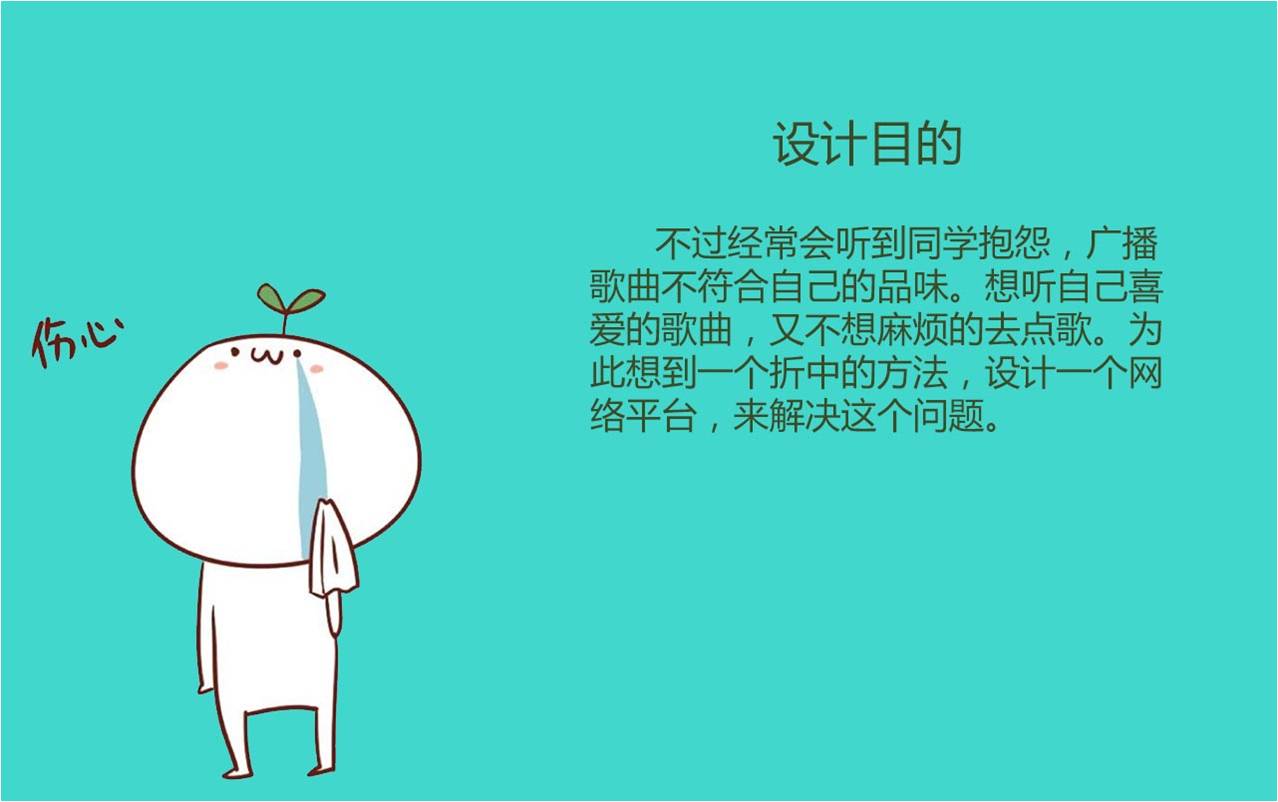 设计目的
不过经常会听到同学抱怨，广播
歌曲不符合自己的品味。想听自己喜
爱的歌曲，又不想麻烦的去点歌。为
此想到一个折中的方法，设计一个网
络平台，来解决这个问题。
伤心